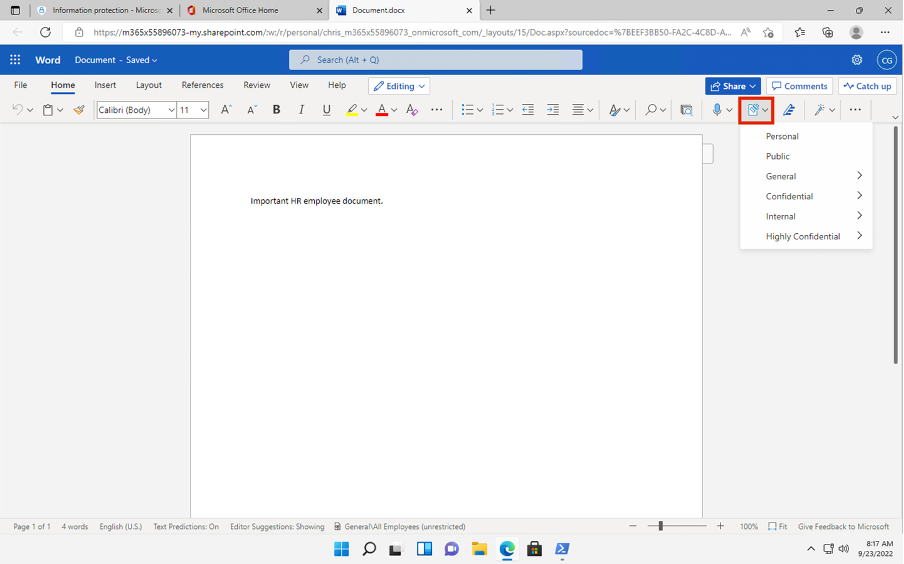 Information protection - Micros
Microsoft Office Home
Document.docx
https://m365x55896073-my.sharepoint.com/:w:/r/personal/chris_m365x55896073_onmicrosoft_com/_layouts/15/Doc.aspx?sourcedoc=%7BEEF3BB50-FA2C-4C8D-A...
Word
Document - Saved
Search (Alt + Q)
CG
File Home Insert Layout References Review View Help Editing Share Comments Catch up
Calibri (Body) 11 B I U
Personal
Public
General
Confidential
Internal
Highly Confidential
Important HR employee document.
Page 1 of 1 4 words English (U.S.) Text Predictions: On Editor Suggestions: Showing General\All Employees (unrestricted) 100% Fit Give Feedback to Microsoft
8:17 AM
9/23/2022